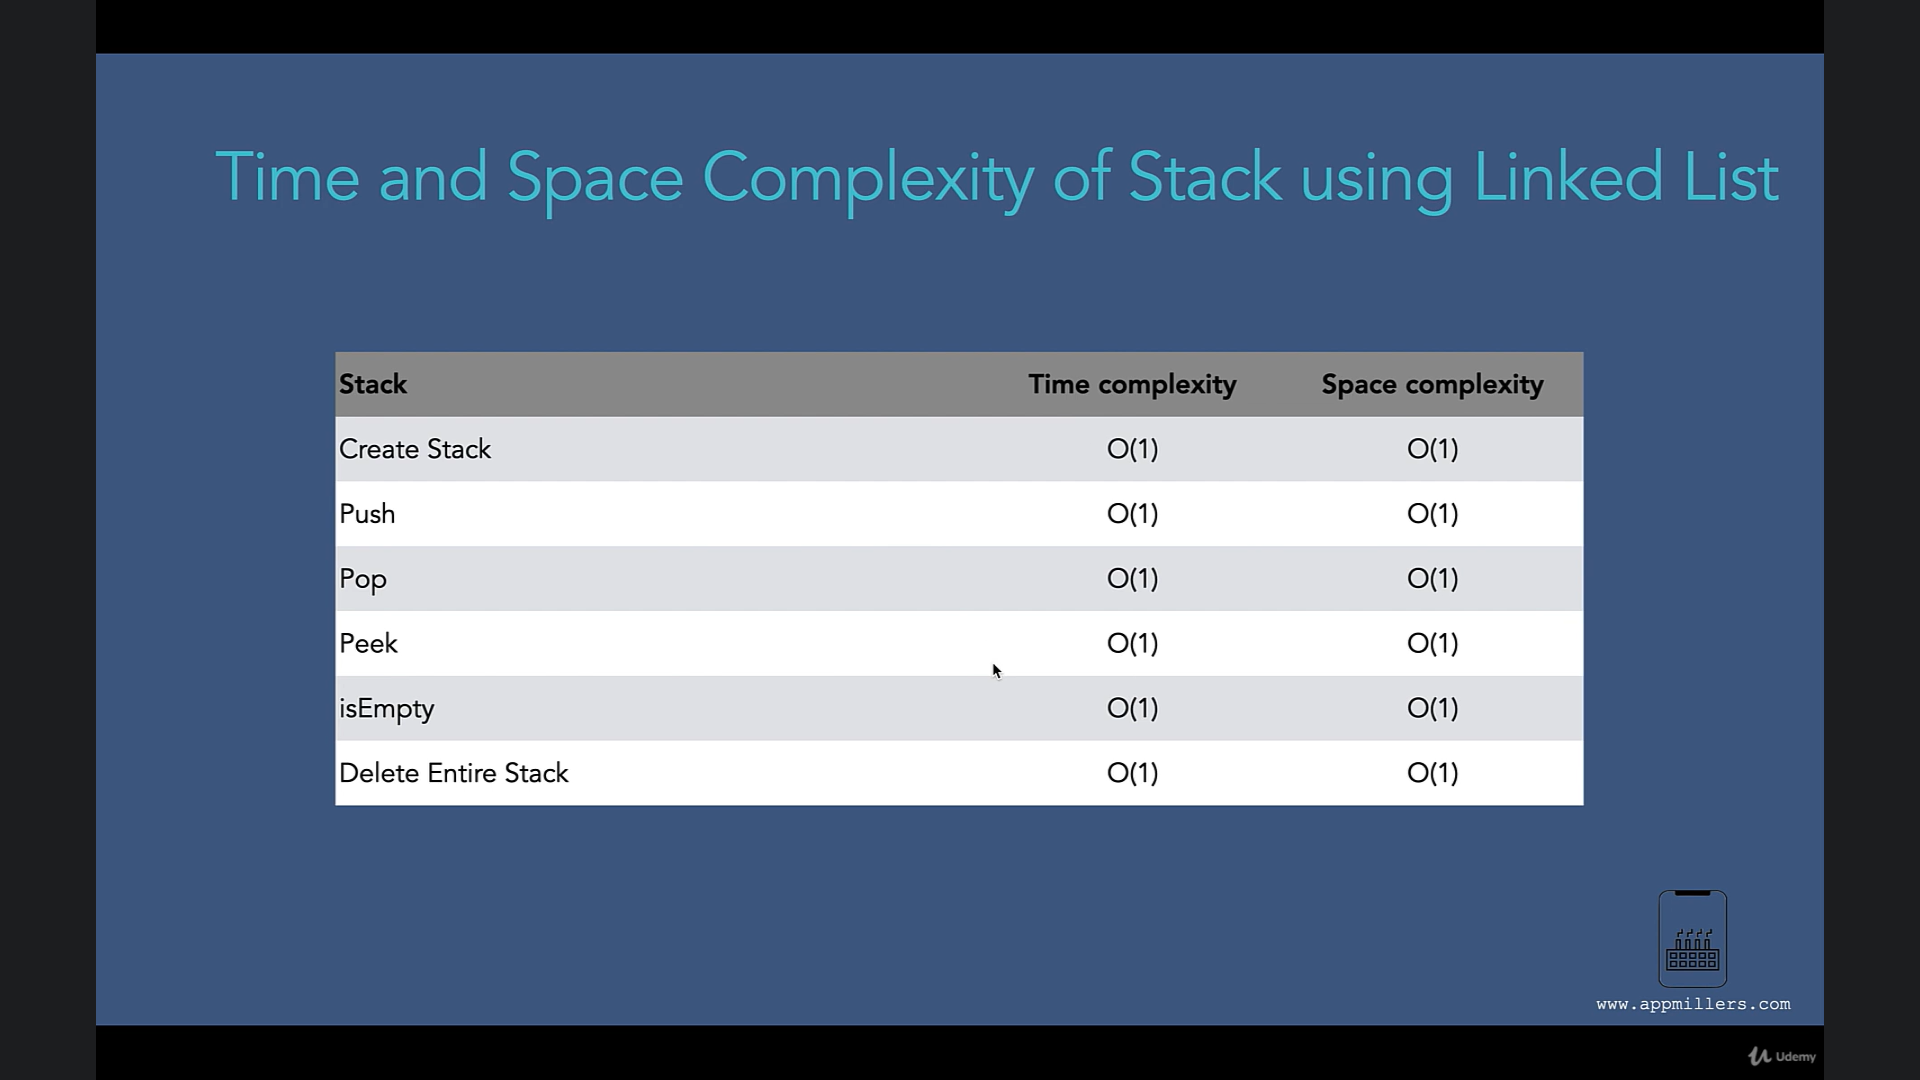 Time and Space Complexity of Stack using Linked List
Stack Time complexity Space complexity
Create Stack O(1) O(1)
Push O(1) O(1)
Pop O(1) O(1)
Peek O(1) O(1)
isEmpty O(1) O(1)
Delete Entire Stack O(1) O(1)
www.appmillers.com
Udemy